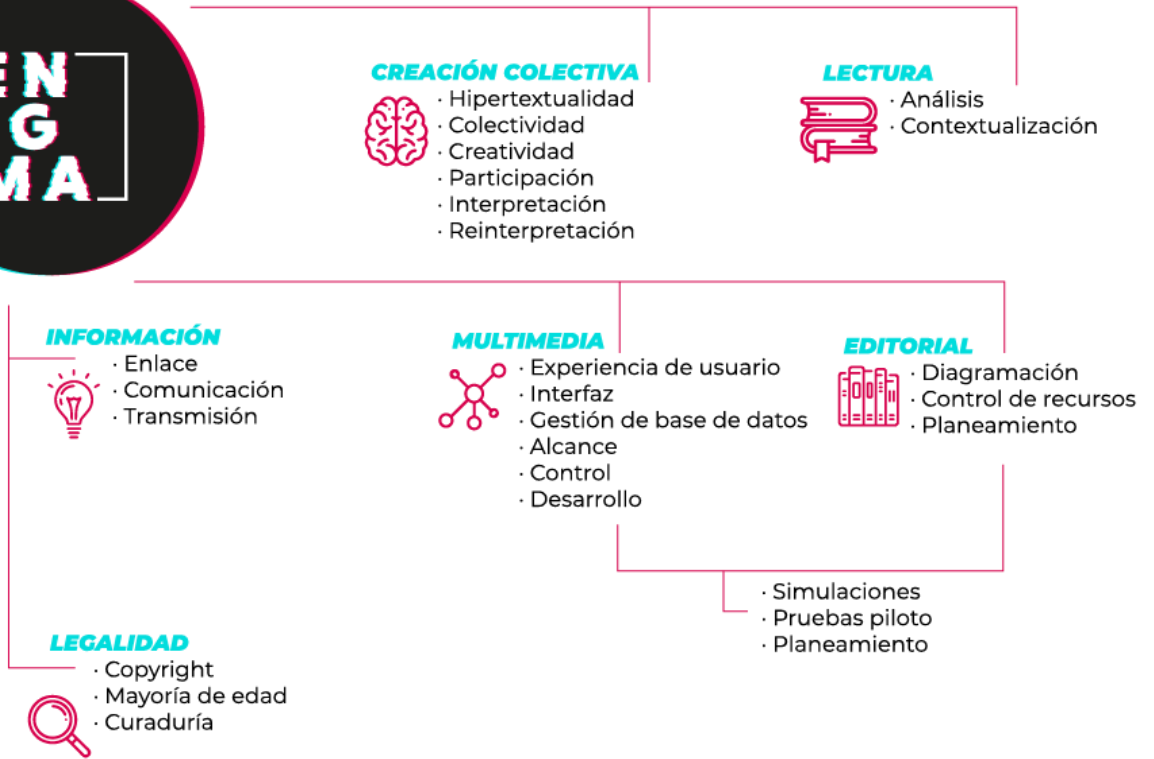 EN
G
MA
CREACIÓN COLECTIVA
· Hipertextualidad
· Colectividad
· Creatividad
· Participación
· Interpretación
· Reinterpretación
LECTURA
· Análisis
· Contextualización
INFORMACIÓN
· Enlace
· Comunicación
· Transmisión
MULTIMEDIA
· Experiencia de usuario
· Interfaz
· Gestión de base de datos
· Alcance
· Control
· Desarrollo
EDITORIAL
· Diagramación
· Control de recursos
· Planeamiento
· Simulaciones
· Pruebas piloto
· Planeamiento
LEGALIDAD
· Copyright
· Mayoría de edad
· Curaduría